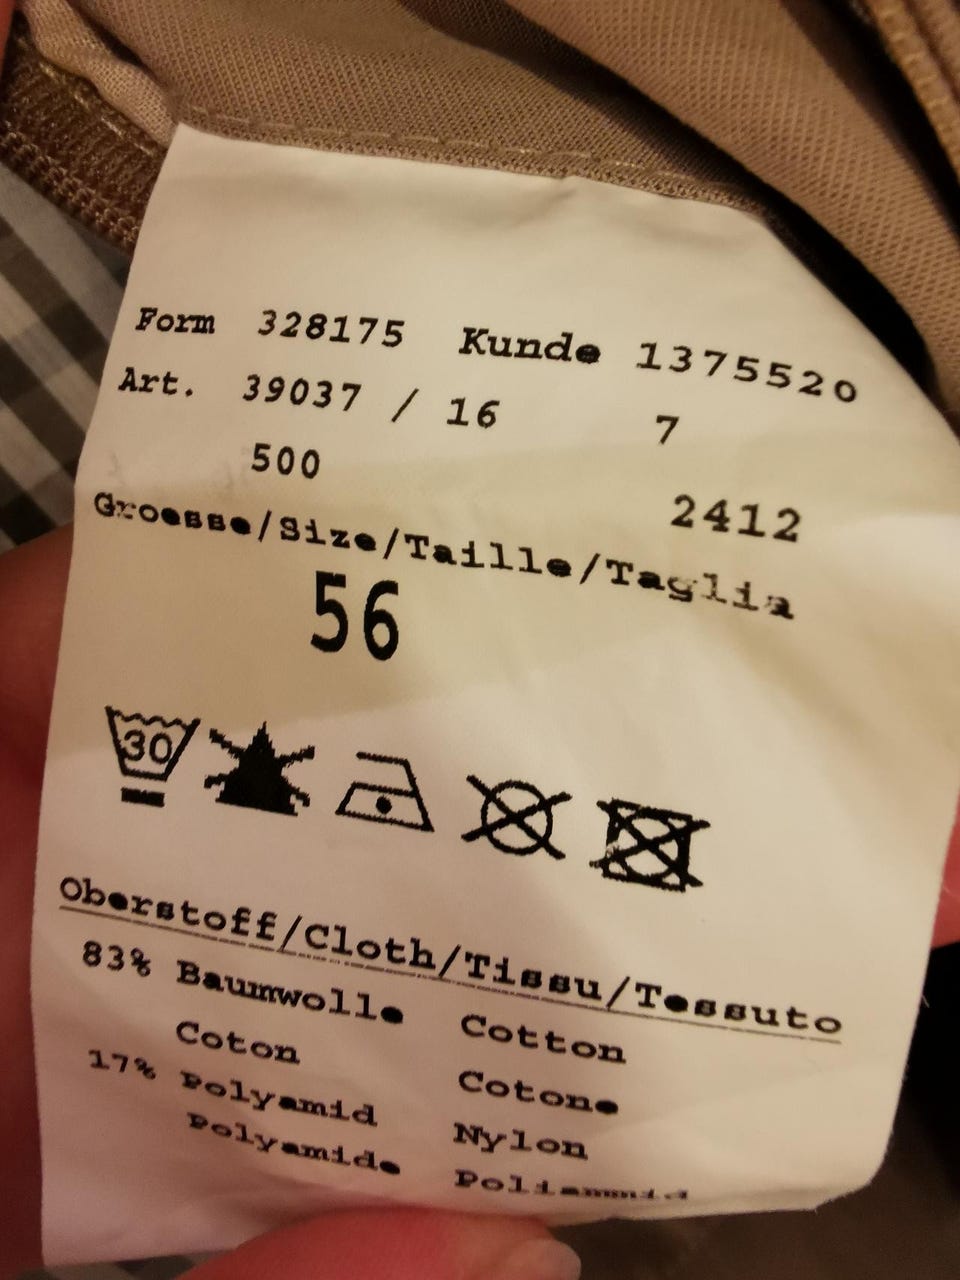 Form 328175 Kunde 1375520
Art. 39037 / 16 7
500 2412
Groesse/Size/Taille/Taglia
56
30
Oberstoff/Cloth/Tissu/Tessuto
83% Baumwolle Cotton
Coton Cotone
17% Polyamid Nylon
Polyamide Poliammid